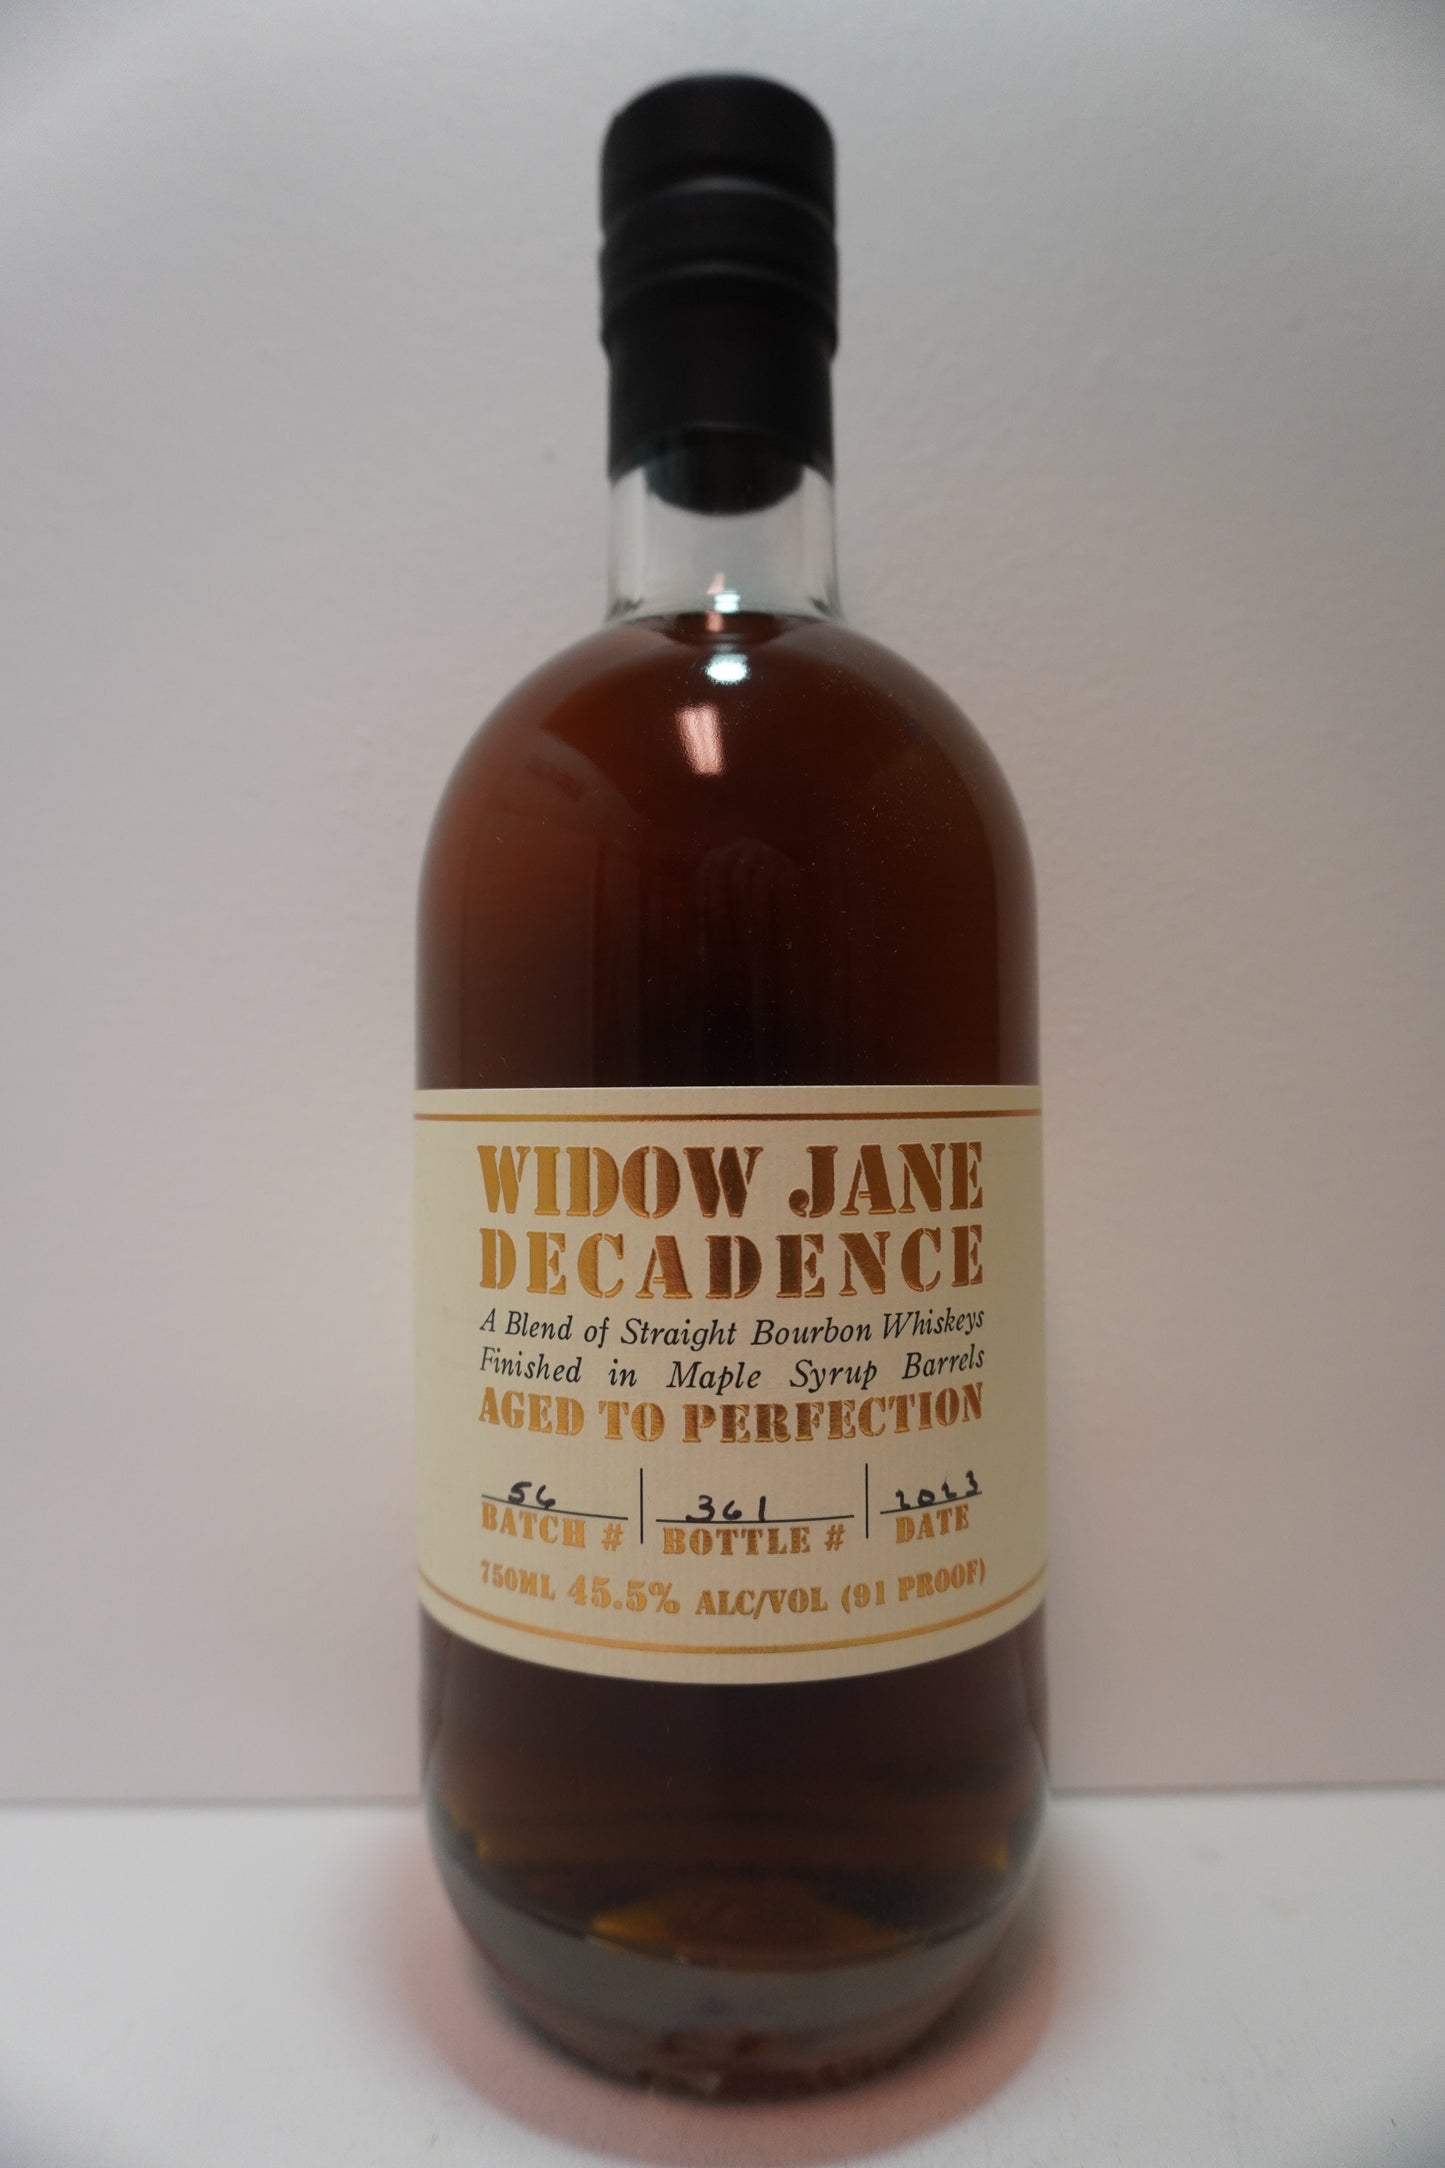 WIDOW JANE
DECADENCE
A Blend of Straight Bourbon Whiskeys
Finished in Maple Syrup Barrels
AGED TO PERFECTION
56 361 2023
BATCH # BOTTLE # DATE
750ML 45.5% ALC/VOL (91 PROOF)